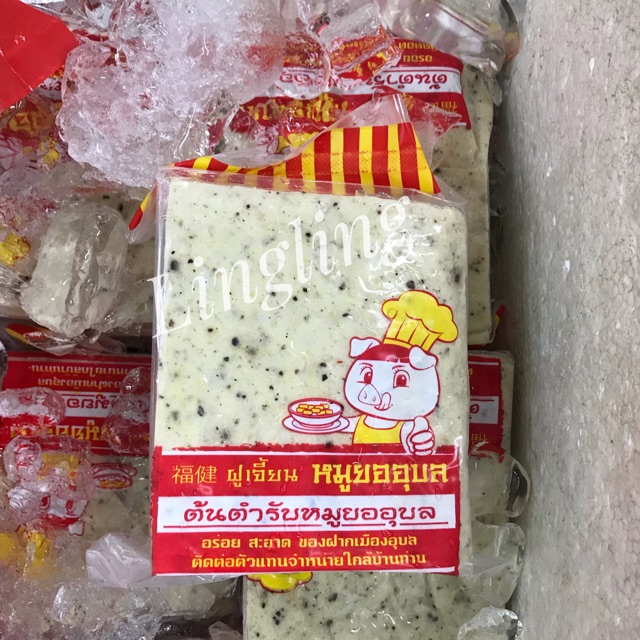 Lingling
福健 ฝูเจี้ยน หมูยออุบล
ต้นตำรับหมูยออุบล
อร่อย สะอาด ของฝากเมืองอุบล
ติดต่อตัวแทนจำหน่ายใกล้บ้านท่าน